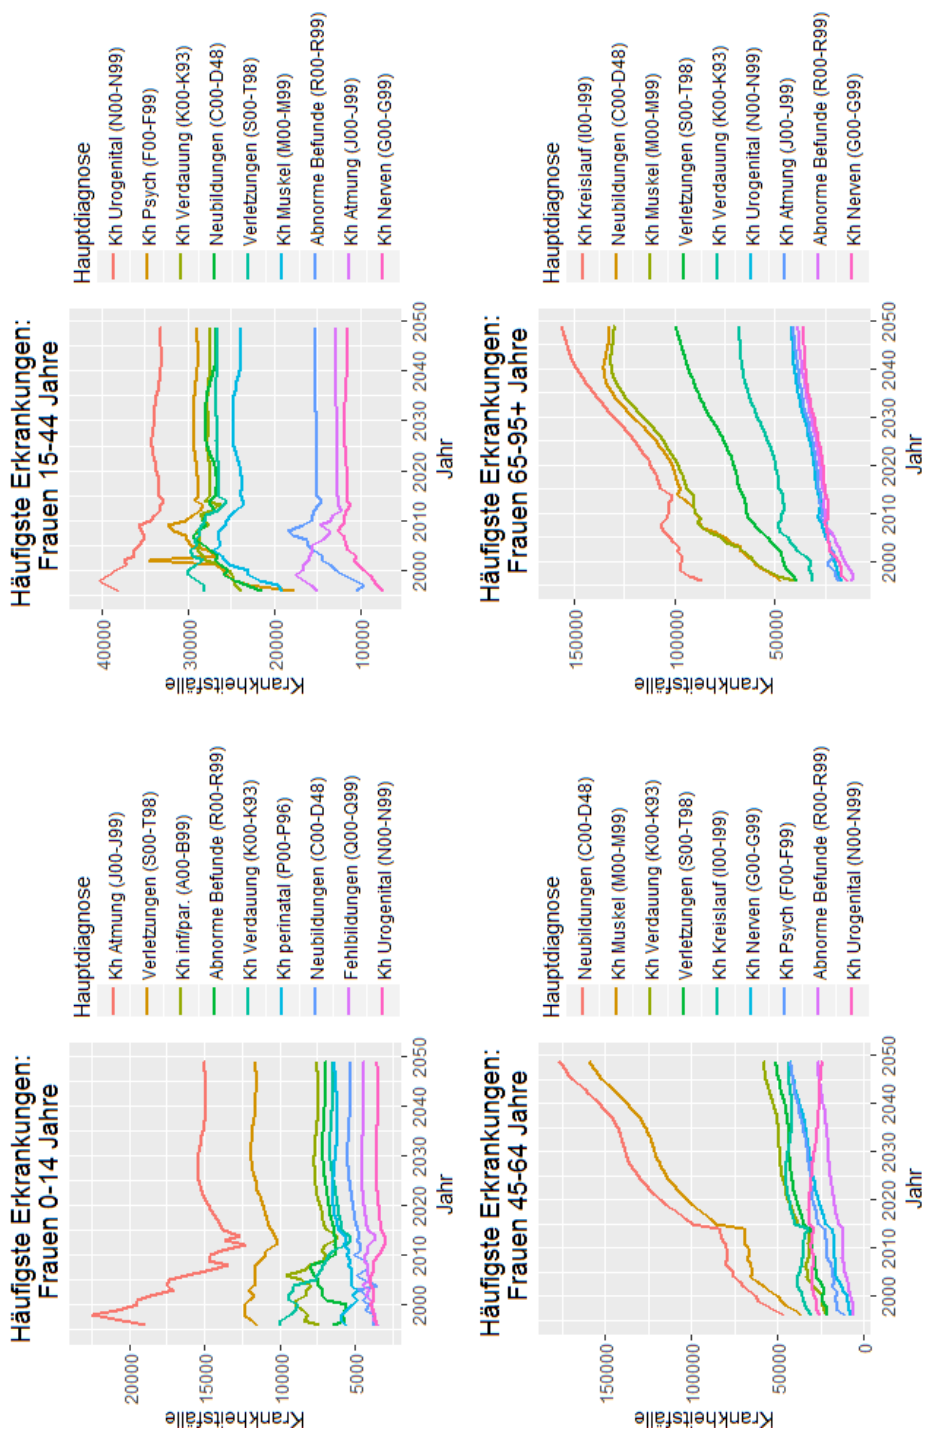 Häufigste Erkrankungen:
Frauen 0-14 Jahre
Krankheitsfälle
20000
15000
10000
5000
2000
2010
2020
2030
2040
2050
Jahr
Hauptdiagnose
Kh Atmung (J00-J99)
Verletzungen (S00-T98)
Kh inf/par. (A00-B99)
Abnorme Befunde (R00-R99)
Kh Verdauung (K00-K93)
Kh perinatal (P00-P96)
Neubildungen (C00-D48)
Fehlbildungen (Q00-Q99)
Kh Urogenital (N00-N99)
Häufigste Erkrankungen:
Frauen 15-44 Jahre
Krankheitsfälle
40000
30000
20000
10000
2000
2010
2020
2030
2040
2050
Jahr
Hauptdiagnose
Kh Urogenital (N00-N99)
Kh Psych (F00-F99)
Kh Verdauung (K00-K93)
Neubildungen (C00-D48)
Verletzungen (S00-T98)
Kh Muskel (M00-M99)
Abnorme Befunde (R00-R99)
Kh Atmung (J00-J99)
Kh Nerven (G00-G99)
Häufigste Erkrankungen:
Frauen 45-64 Jahre
Krankheitsfälle
150000
100000
50000
0
2000
2010
2020
2030
2040
2050
Jahr
Hauptdiagnose
Neubildungen (C00-D48)
Kh Muskel (M00-M99)
Kh Verdauung (K00-K93)
Verletzungen (S00-T98)
Kh Kreislauf (I00-I99)
Kh Nerven (G00-G99)
Kh Psych (F00-F99)
Abnorme Befunde (R00-R99)
Kh Urogenital (N00-N99)
Häufigste Erkrankungen:
Frauen 65-95+ Jahre
Krankheitsfälle
150000
100000
50000
2000
2010
2020
2030
2040
2050
Jahr
Hauptdiagnose
Kh Kreislauf (I00-I99)
Neubildungen (C00-D48)
Kh Muskel (M00-M99)
Verletzungen (S00-T98)
Kh Verdauung (K00-K93)
Kh Urogenital (N00-N99)
Kh Atmung (J00-J99)
Abnorme Befunde (R00-R99)
Kh Nerven (G00-G99)